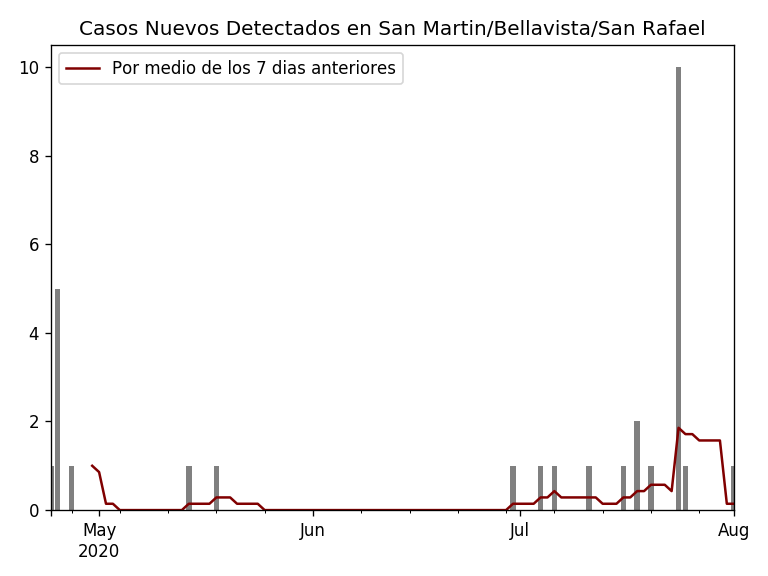 Casos Nuevos Detectados en San Martin/Bellavista/San Rafael
Por medio de los 7 dias anteriores
10
8
6
4
2
0
May Jun Jul Aug
2020